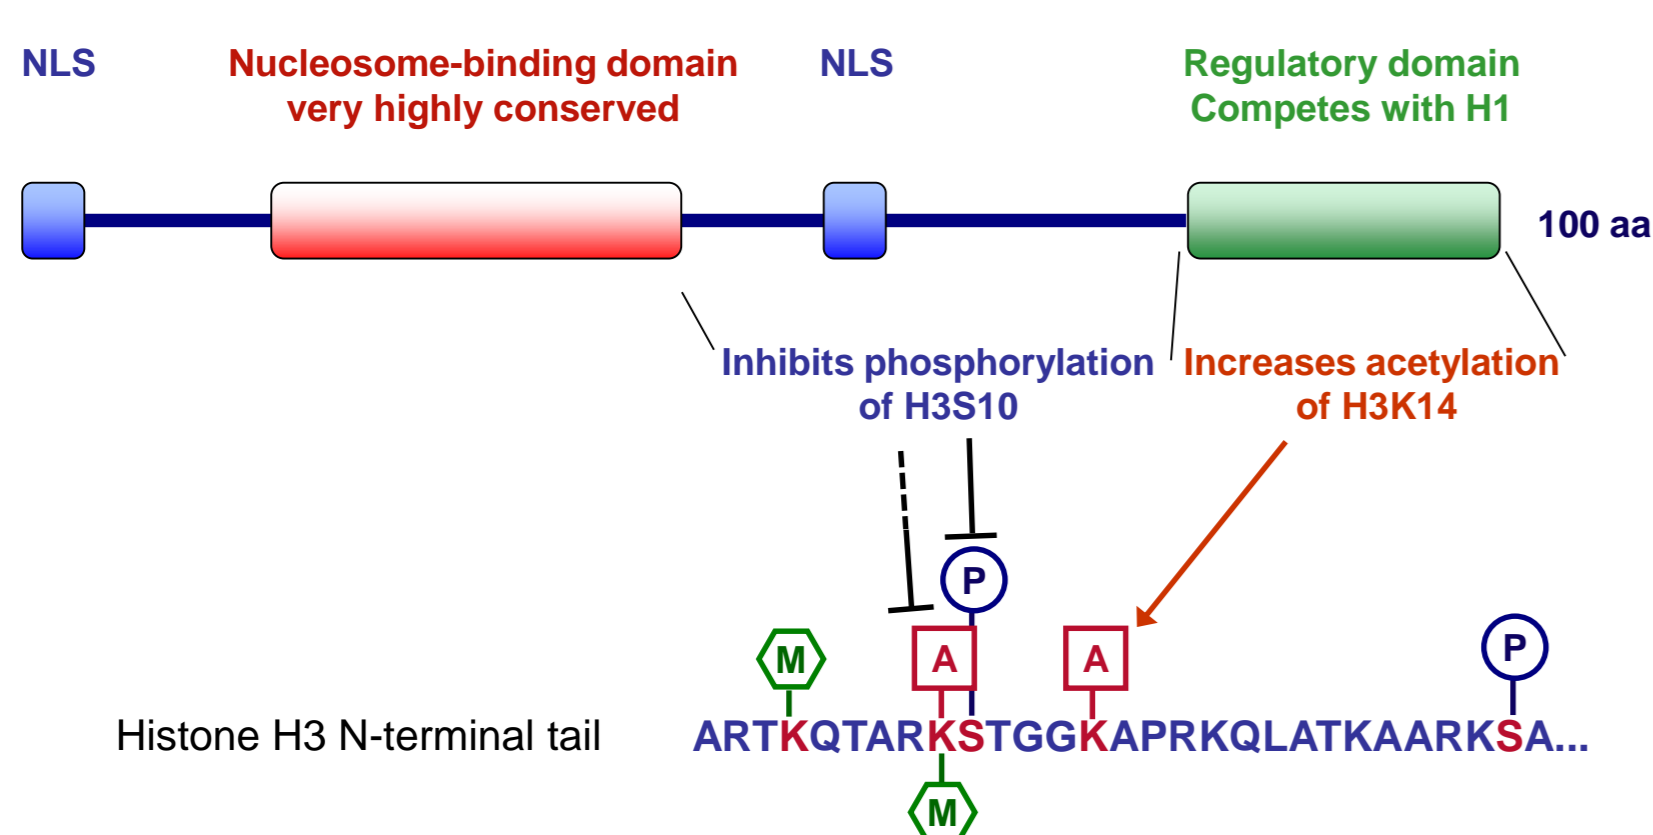 NLS
Nucleosome-binding domain
very highly conserved
NLS
Regulatory domain
Competes with H1
100 aa
Inhibits phosphorylation
of H3S10
Increases acetylation
of H3K14
P
M
A
A
P
Histone H3 N-terminal tail
ARTKQTARKSTGGKAPRKQLATKAARKSA...
M